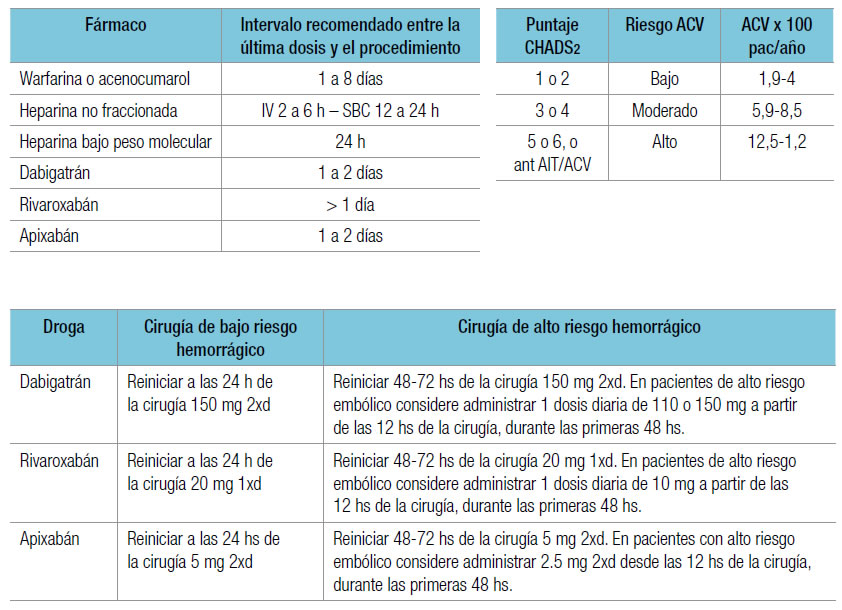 Fármaco
Intervalo recomendado entre la
última dosis y el procedimiento
Warfarina o acenocumarol
1 a 8 días
Heparina no fraccionada
IV 2 a 6 h – SBC 12 a 24 h
Heparina bajo peso molecular
24 h
Dabigatrán
1 a 2 días
Rivaroxabán
> 1 día
Apixabán
1 a 2 días
Puntaje
CHADS2
Riesgo ACV
ACV x 100
pac/año
1 o 2
Bajo
1,9-4
3 o 4
Moderado
5,9-8,5
5 o 6, o
ant AIT/ACV
Alto
12,5-1,2
Droga
Cirugía de bajo riesgo
hemorrágico
Cirugía de alto riesgo hemorrágico
Dabigatrán
Reiniciar a las 24 h de
la cirugía 150 mg 2xd
Reiniciar 48-72 hs de la cirugía 150 mg 2xd. En pacientes de alto riesgo
embólico considere administrar 1 dosis diaria de 110 o 150 mg a partir
de las 12 hs de la cirugía, durante las primeras 48 hs.
Rivaroxabán
Reiniciar a las 24 h de
la cirugía 20 mg 1xd
Reiniciar 48-72 hs de la cirugía 20 mg 1xd. En pacientes de alto riesgo
embólico considere administrar 1 dosis diaria de 10 mg a partir de las
12 hs de la cirugía, durante las primeras 48 hs.
Apixabán
Reiniciar a las 24 hs de
la cirugía 5 mg 2xd
Reiniciar 48-72 hs de la cirugía 5 mg 2xd. En pacientes con alto riesgo
embólico considere administrar 2.5 mg 2xd desde las 12 hs de la cirugía,
durante las primeras 48 hs.